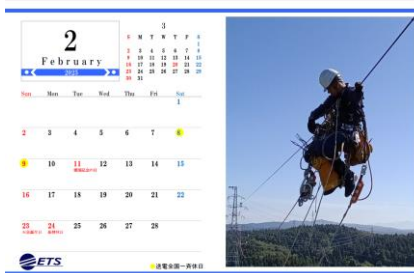 2
February
2025
3
S M T W T F S
1
2 3 4 5 6 7 8
9 10 11 12 13 14 15
16 17 18 19 20 21 22
23 24 25 26 27 28 29
30 31
Sun Mon Tue Wed Thu Fri Sat
1
2 3 4 5 6 7 8
9 10 11 12 13 14 15
16 17 18 19 20 21 22
23 24 25 26 27 28
ETS
送電全国一斉休日